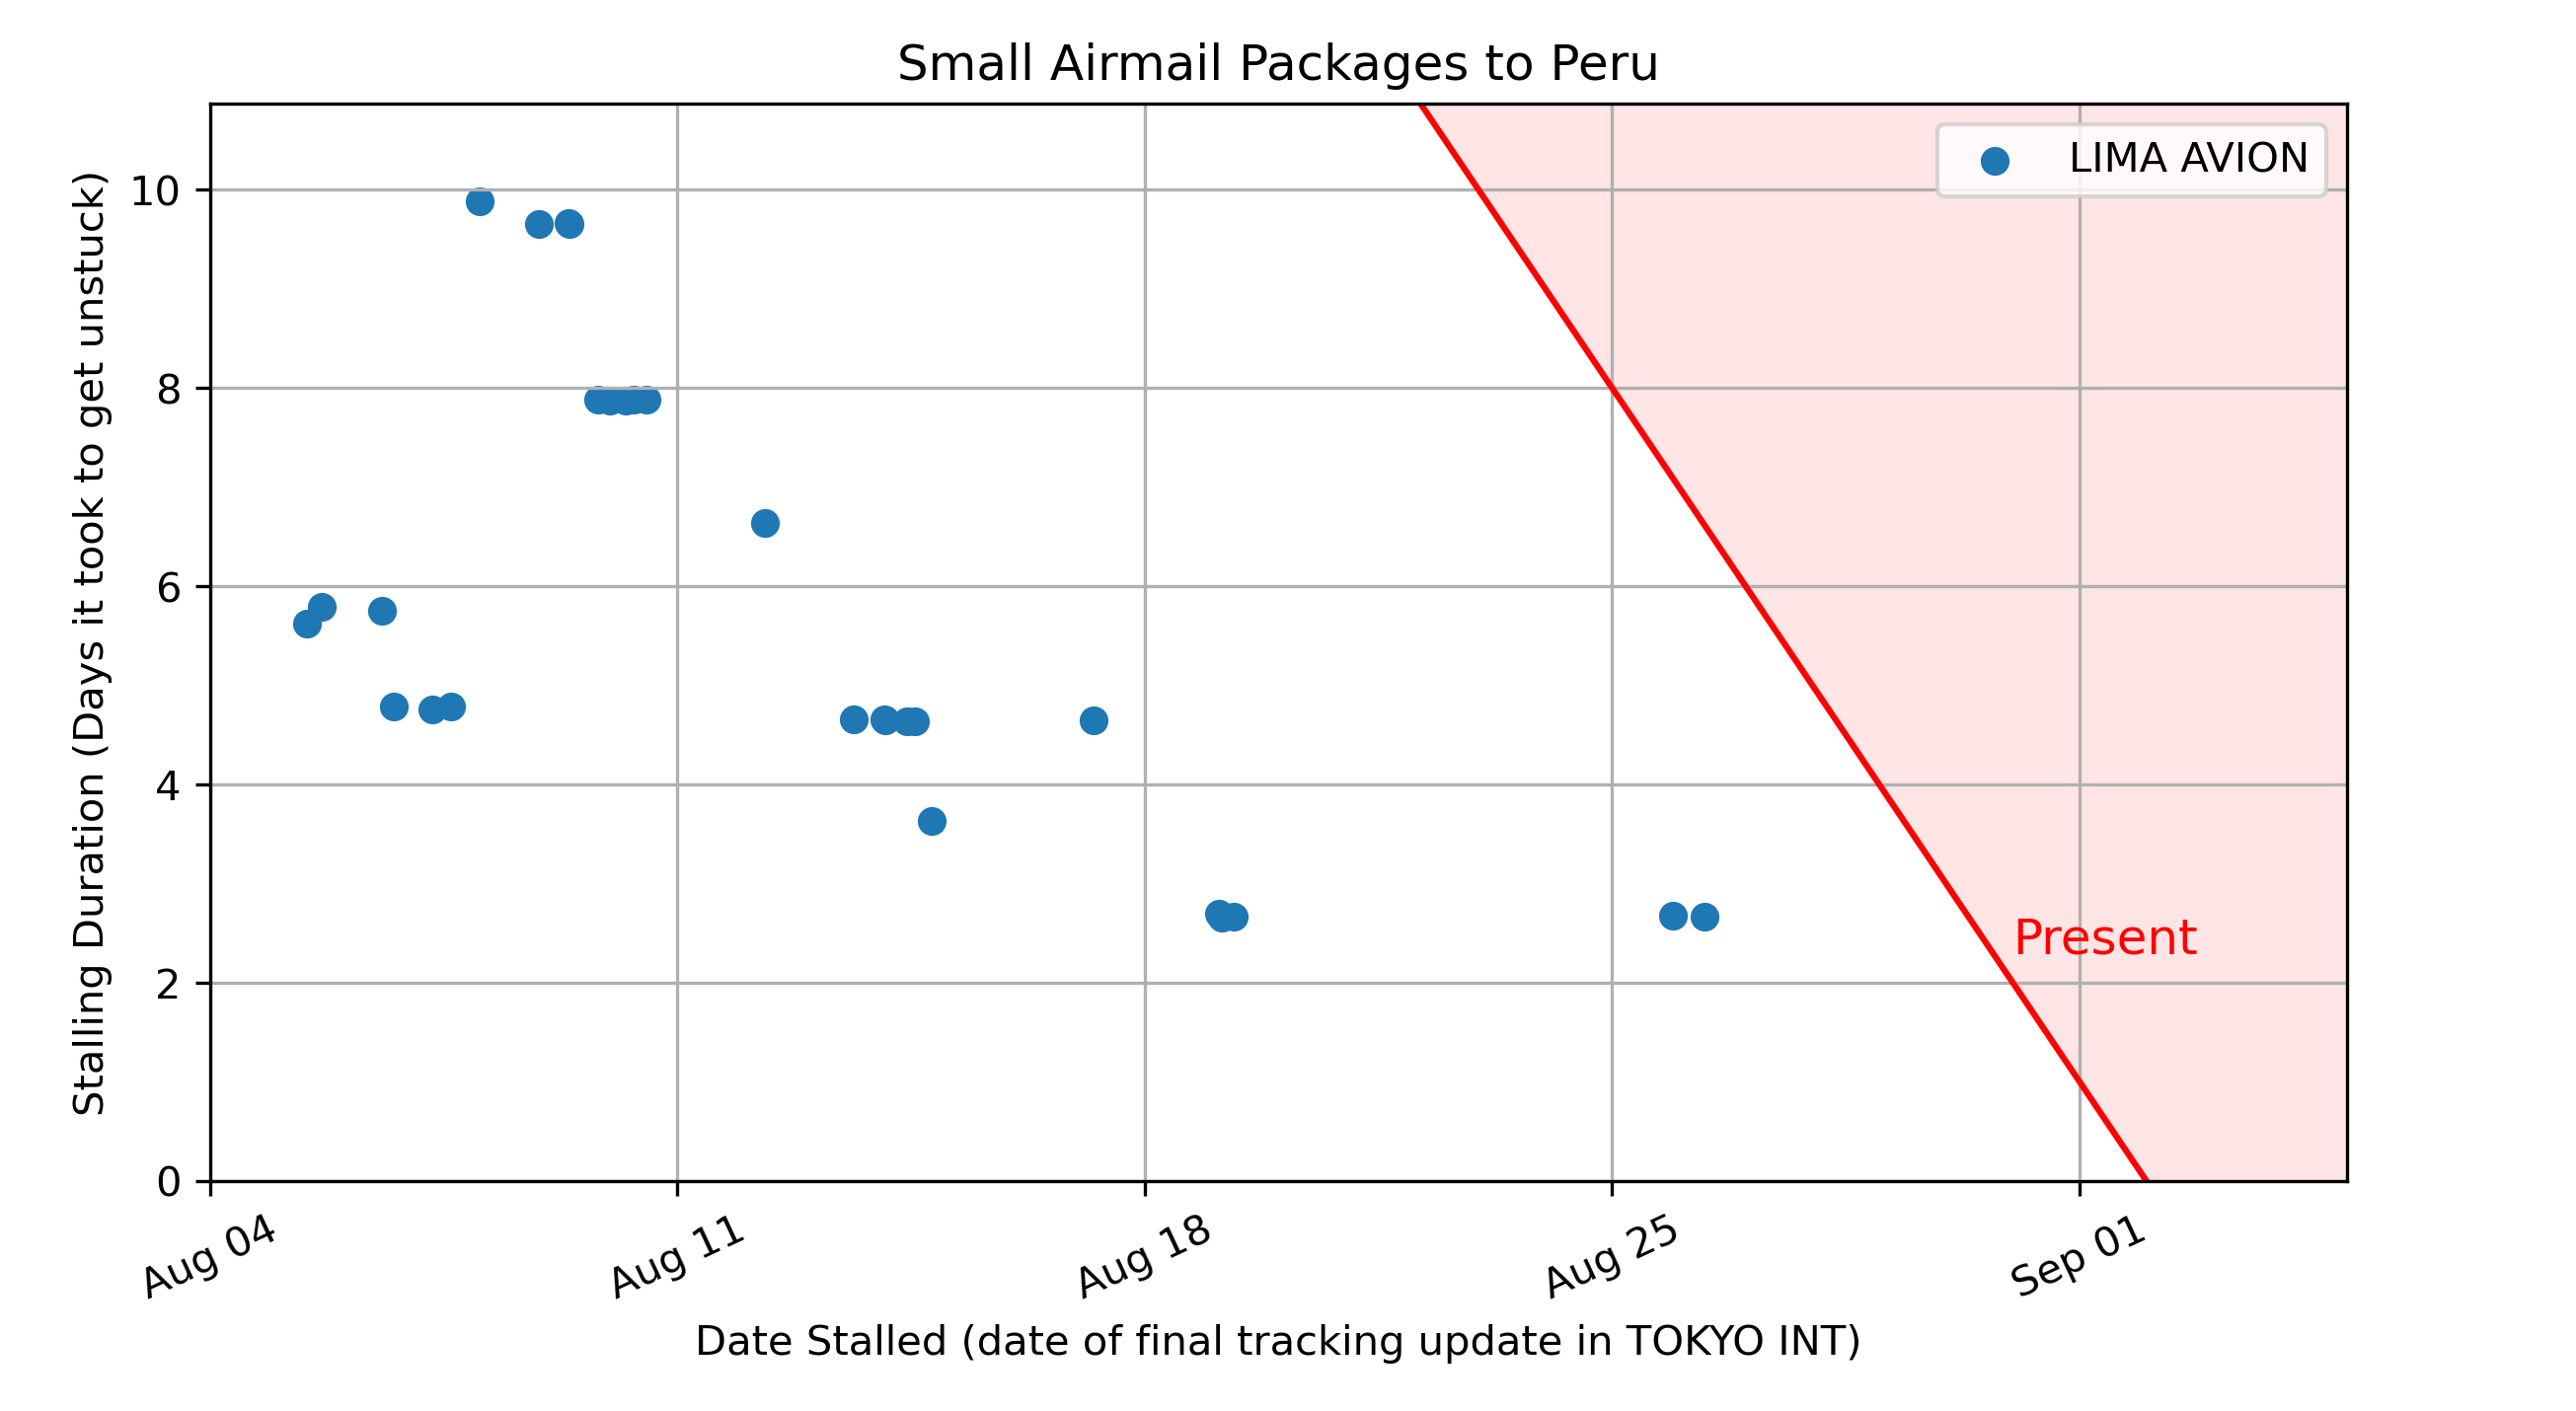 Small Airmail Packages to Peru
LIMA AVION
Stalling Duration (Days it took to get unstuck)
10
8
6
4
2
0
Present
Aug 04
Aug 11
Aug 18
Aug 25
Sep 01
Date Stalled (date of final tracking update in TOKYO INT)